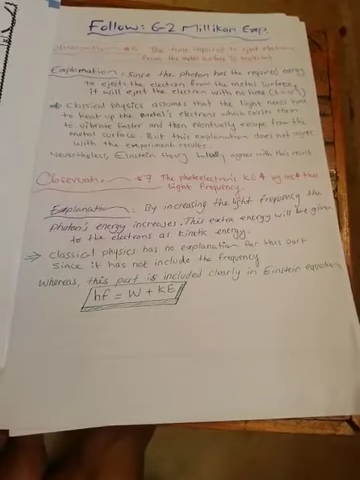 Follow: 6-2 Millikan Exp.
Observation #6 The time required to eject electrons
from the metal surface is
Explanation: Since the photon has the required energy
to eject the electron from the metal surface,
it will eject the electron with no time (t=0)
→ Classical physics assumes that the light needs time
to heat up the metal's electrons which causes them
to vibrate faster and then eventually escape from the
metal surface. But this explanation does not agree
with the experiment results.
Nevertheless, Einstein agree with this result
Observation #7 The photoelectrons KE ↑ by
light frequency.
Explanation: By increasing the light frequency the
photon's energy increases. This extra energy will be given
to the electrons as kinetic energy.
⇒ Classical physics has no explanation for this part
since it has not include the frequency
whereas, this part is included clearly in Einstein equation
hf = W + KE